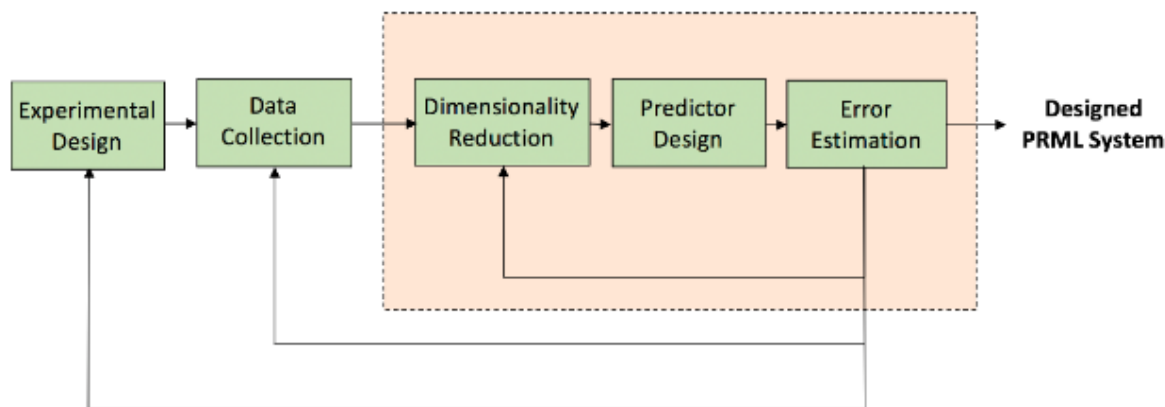 Experimental
Design
Data
Collection
Dimensionality
Reduction
Predictor
Design
Error
Estimation
Designed
PRML System